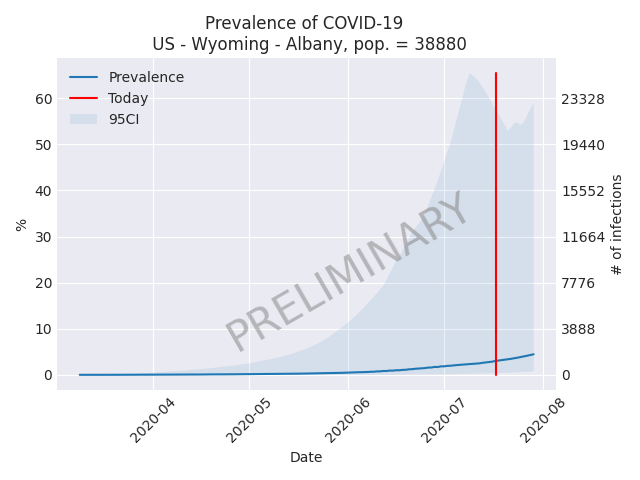 Prevalence of COVID-19
US - Wyoming - Albany, pop. = 38880
Prevalence
Today
95CI
60
50
40
30
20
10
0
%
23328
19440
15552
11664
7776
3888
0
# of infections
PRELIMINARY
2020-04
2020-05
2020-06
2020-07
2020-08
Date